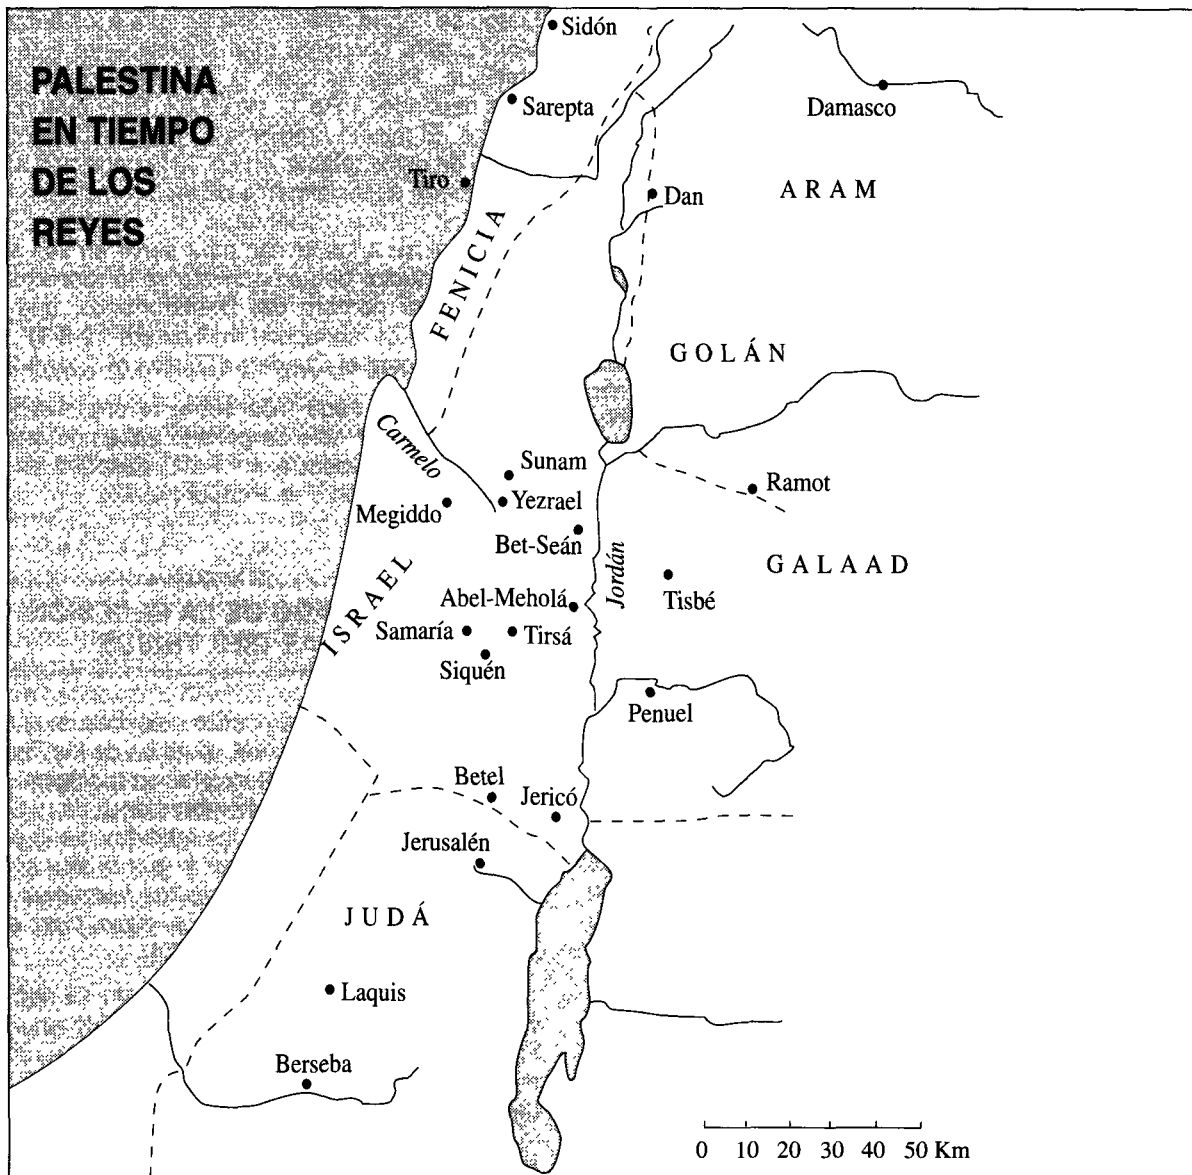 PALESTINA
EN TIEMPO
DE LOS
REYES
Sidón
Sarepta
Damasco
Tiro
Dan
ARAM
FENICIA
GOLÁN
Carmelo
Sunam
Ramot
Yezrael
Megiddo
Bet-Seán
Jordán
GALAAD
ISRAEL
Abel-Meholá
Tisbé
Samaría
Tirsá
Siquén
Penuel
Betel
Jericó
Jerusalén
JUDÁ
Laquis
Berseba
0 10 20 30 40 50 Km